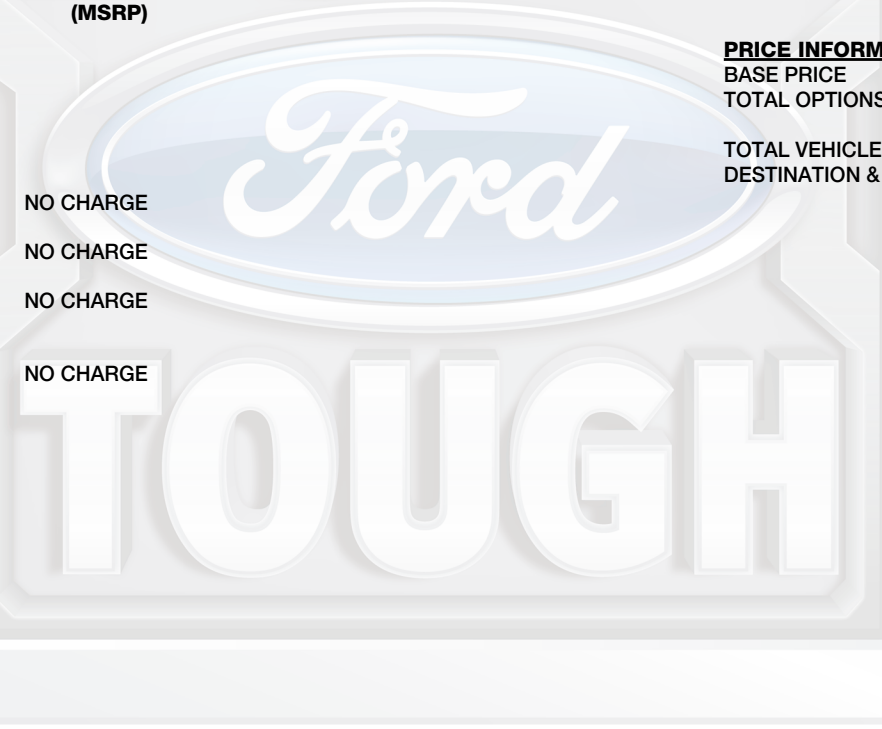 (MSRP)
PRICE INFORM
BASE PRICE
TOTAL OPTIONS
TOTAL VEHICLE
DESTINATION &
NO CHARGE
NO CHARGE
NO CHARGE
NO CHARGE
Ford
TOUGH